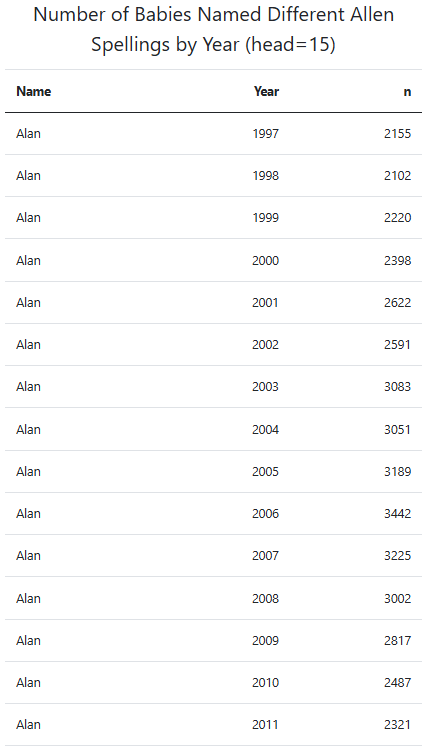 Number of Babies Named Different Allen
Spellings by Year (head=15)
Name Year n
Alan 1997 2155
Alan 1998 2102
Alan 1999 2220
Alan 2000 2398
Alan 2001 2622
Alan 2002 2591
Alan 2003 3083
Alan 2004 3051
Alan 2005 3189
Alan 2006 3442
Alan 2007 3225
Alan 2008 3002
Alan 2009 2817
Alan 2010 2487
Alan 2011 2321